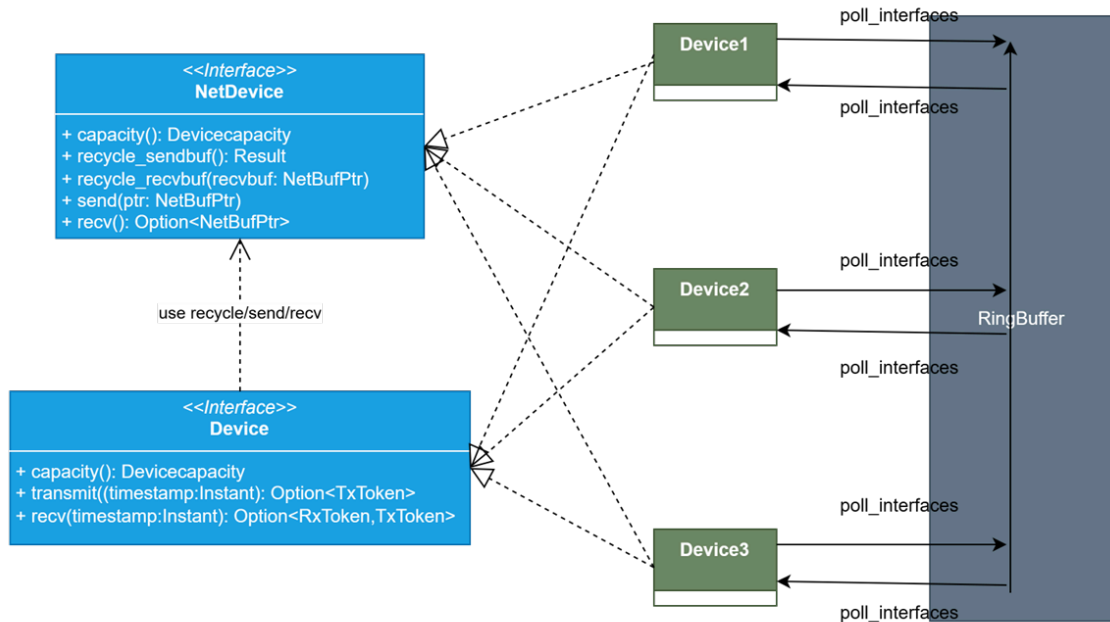 <<Interface>>
NetDevice
+ capacity(): Devicecapacity
+ recycle_sendbuf(): Result
+ recycle_recvbuf(recvbuf: NetBufPtr)
+ send(ptr: NetBufPtr)
+ recv(): Option<NetBufPtr>
use recycle/send/recv
<<Interface>>
Device
+ capacity(): Devicecapacity
+ transmit((timestamp:Instant): Option<TxToken>
+ recv(timestamp:Instant): Option<RxToken,TxToken>
Device1
poll_interfaces
poll_interfaces
Device2
poll_interfaces
poll_interfaces
Device3
poll_interfaces
poll_interfaces
RingBuffer